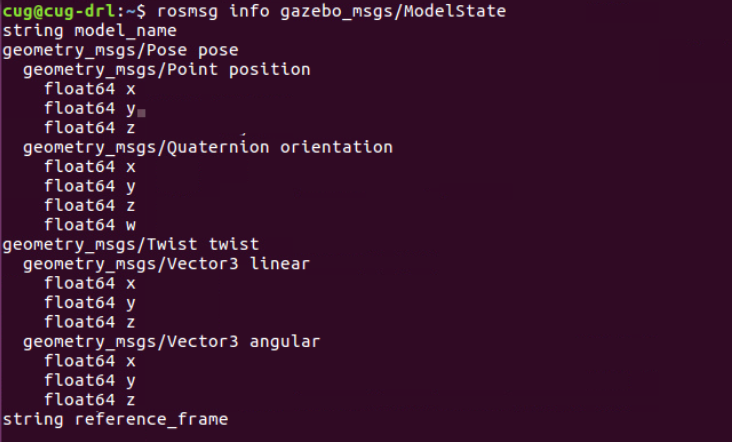 cug@cug-drl:~$ rosmsg info gazebo_msgs/ModelState
string model_name
geometry_msgs/Pose pose
  geometry_msgs/Point position
    float64 x
    float64 y
    float64 z
  geometry_msgs/Quaternion orientation
    float64 x
    float64 y
    float64 z
    float64 w
geometry_msgs/Twist twist
  geometry_msgs/Vector3 linear
    float64 x
    float64 y
    float64 z
  geometry_msgs/Vector3 angular
    float64 x
    float64 y
    float64 z
string reference_frame